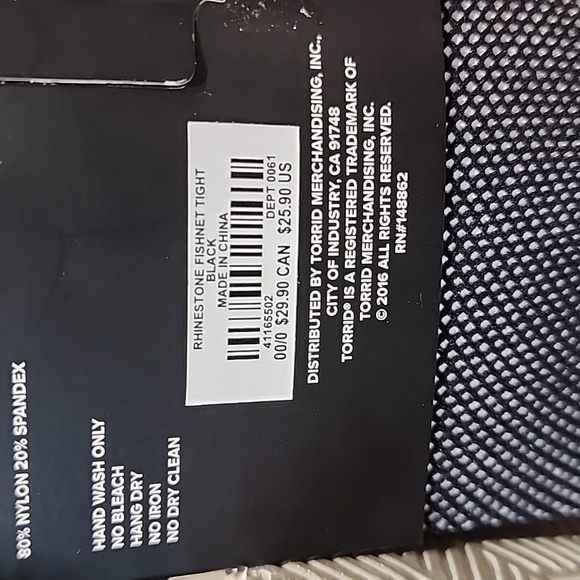 80% NYLON 20% SPANDEX
HAND WASH ONLY
NO BLEACH
HANG DRY
NO IRON
NO DRY CLEAN
RHINESTONE FISHNET TIGHT
BLACK
MADE IN CHINA
41165502 DEPT 0061
00/0 $29.90 CAN $25.90 US
DISTRIBUTED BY TORRID MERCHANDISING, INC.,
CITY OF INDUSTRY, CA 91748
TORRID® IS A REGISTERED TRADEMARK OF
TORRID MERCHANDISING, INC.
© 2016 ALL RIGHTS RESERVED.
RN#148862